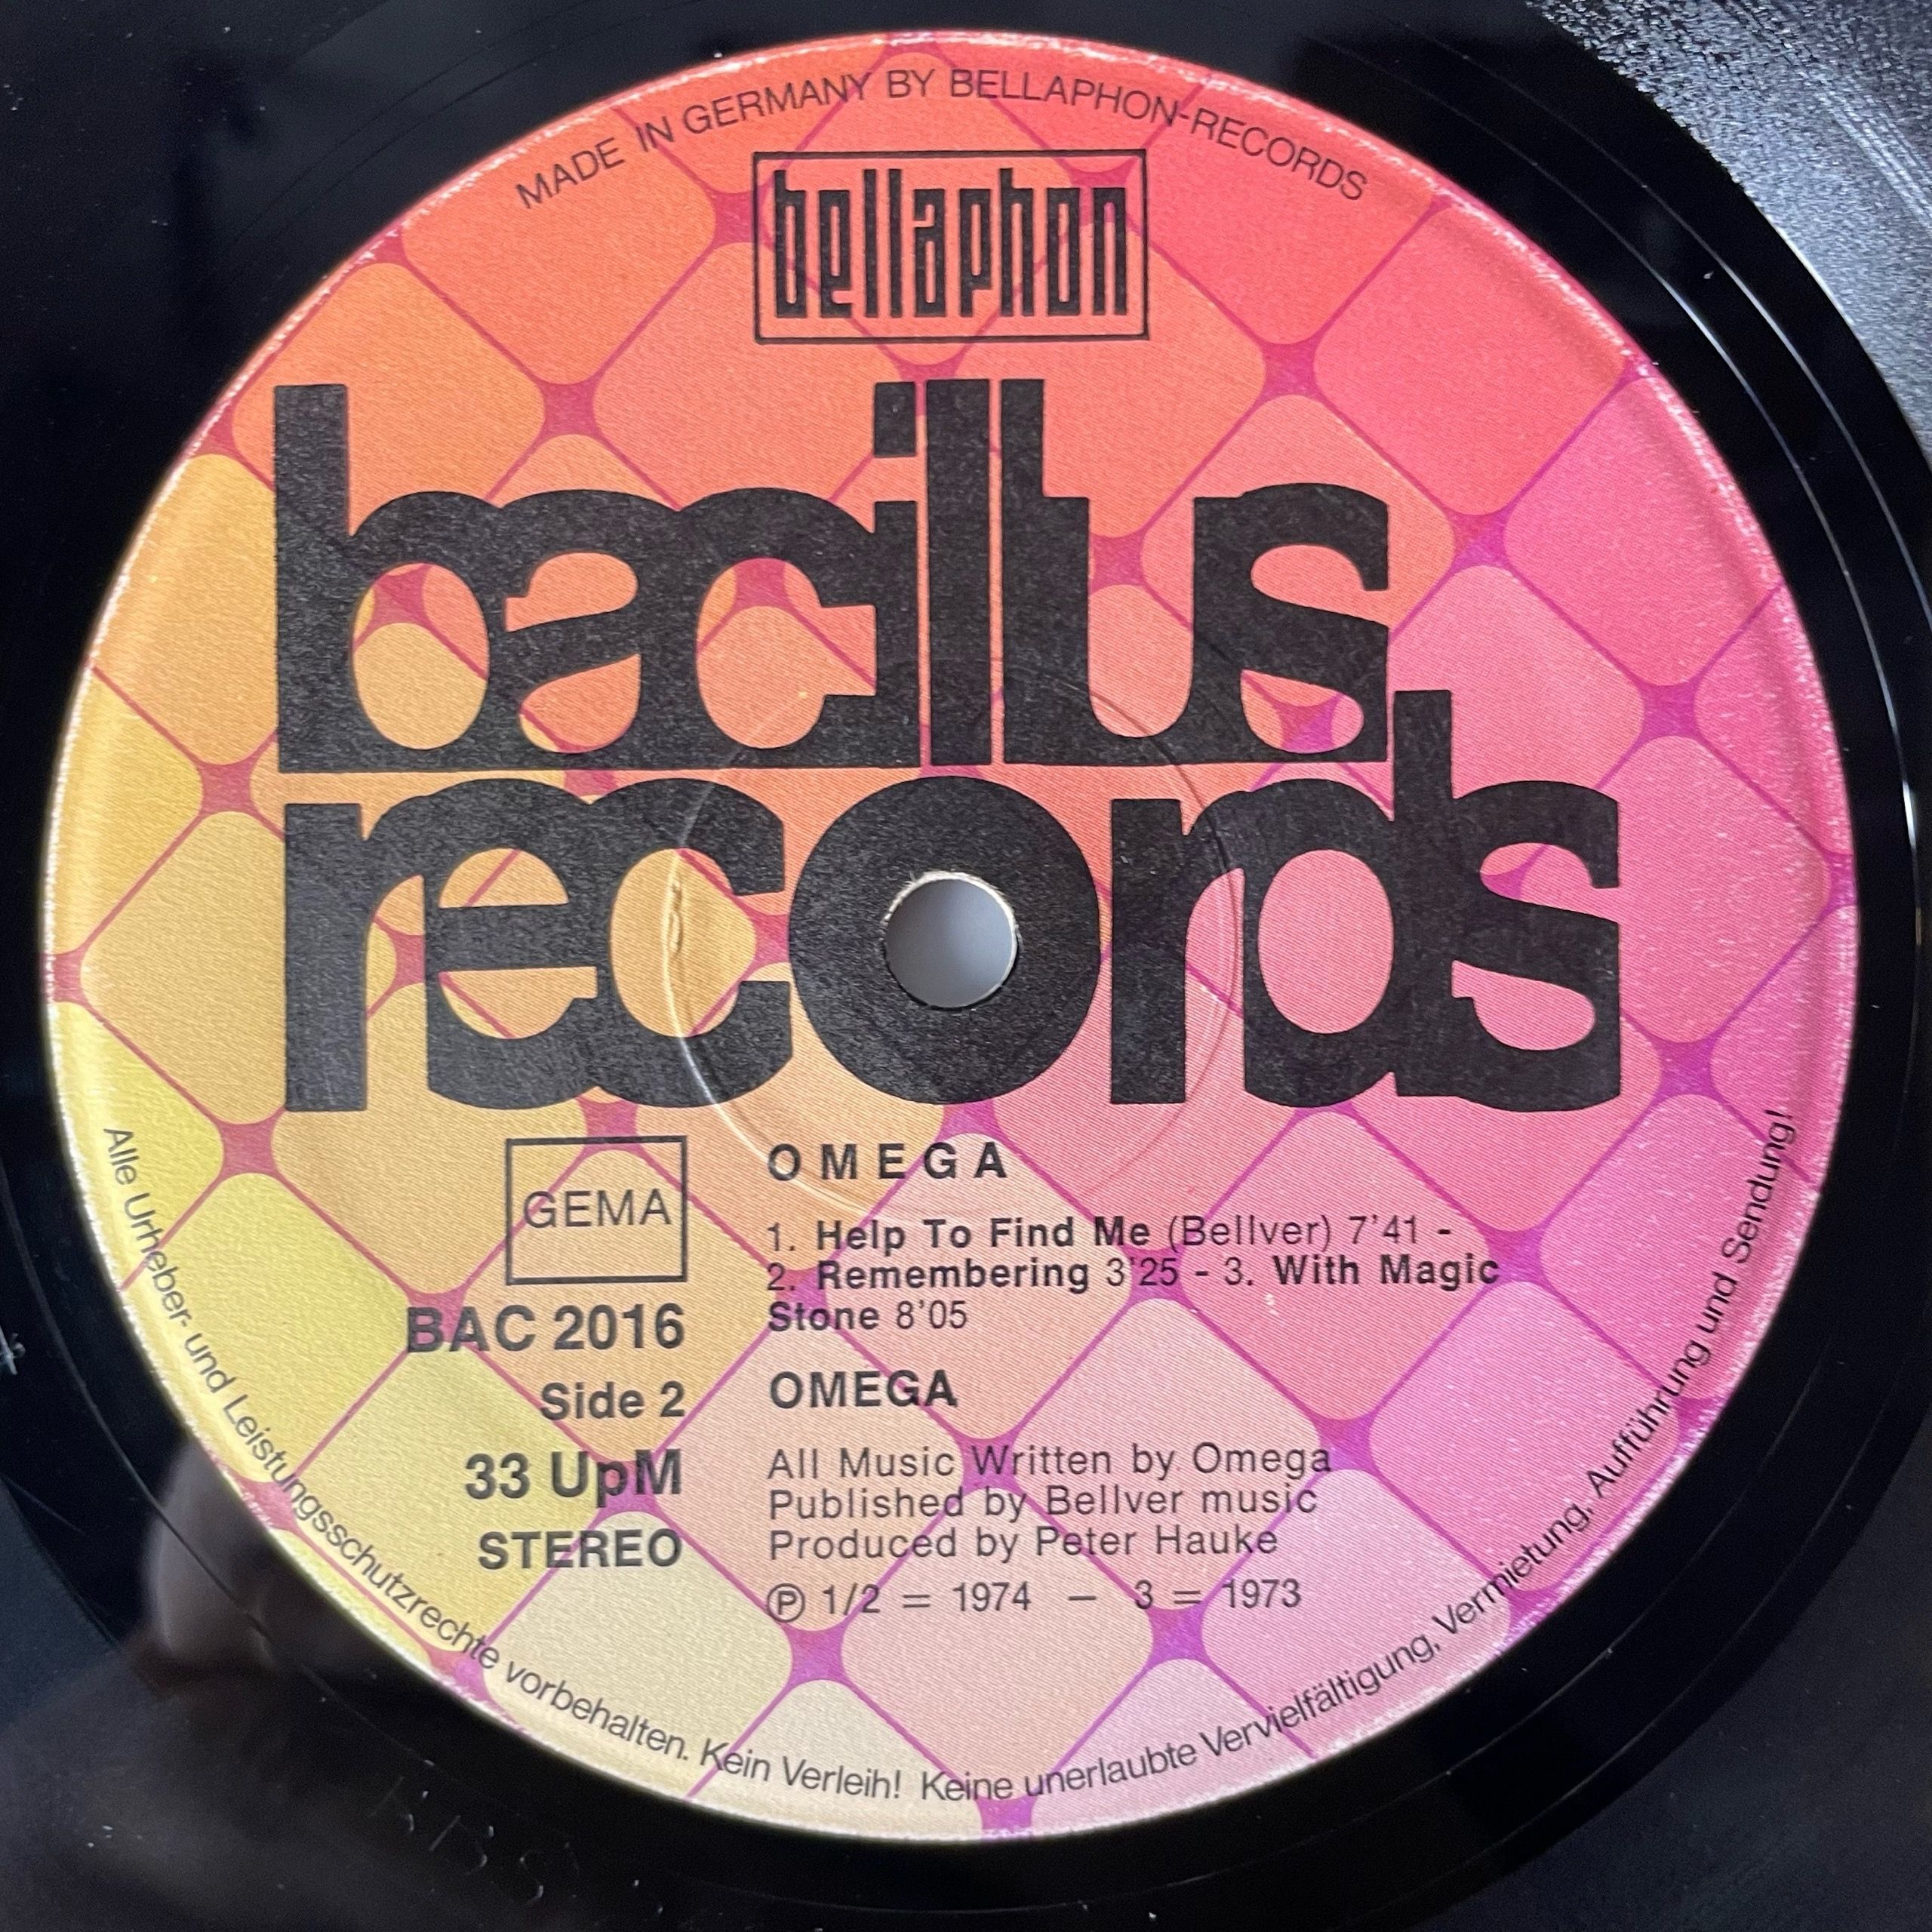 MADE IN GERMANY BY BELLAPHON-RECORDS
bellaphon
bacillus
records
GEMA
BAC 2016
Side 2
33 UpM
STEREO
O M E G A
1. Help To Find Me (Bellver) 7'41 -
2. Remembering 3'25 - 3. With Magic
Stone 8'05
OMEGA
All Music Written by Omega
Published by Bellver music
Produced by Peter Hauke
Ⓟ 1/2 = 1974 — 3 = 1973
Alle Urheber- und Leistungsschutzrechte vorbehalten. Kein Verleih! Keine unerlaubte Vervielfältigung, Vermietung, Aufführung und Sendung!